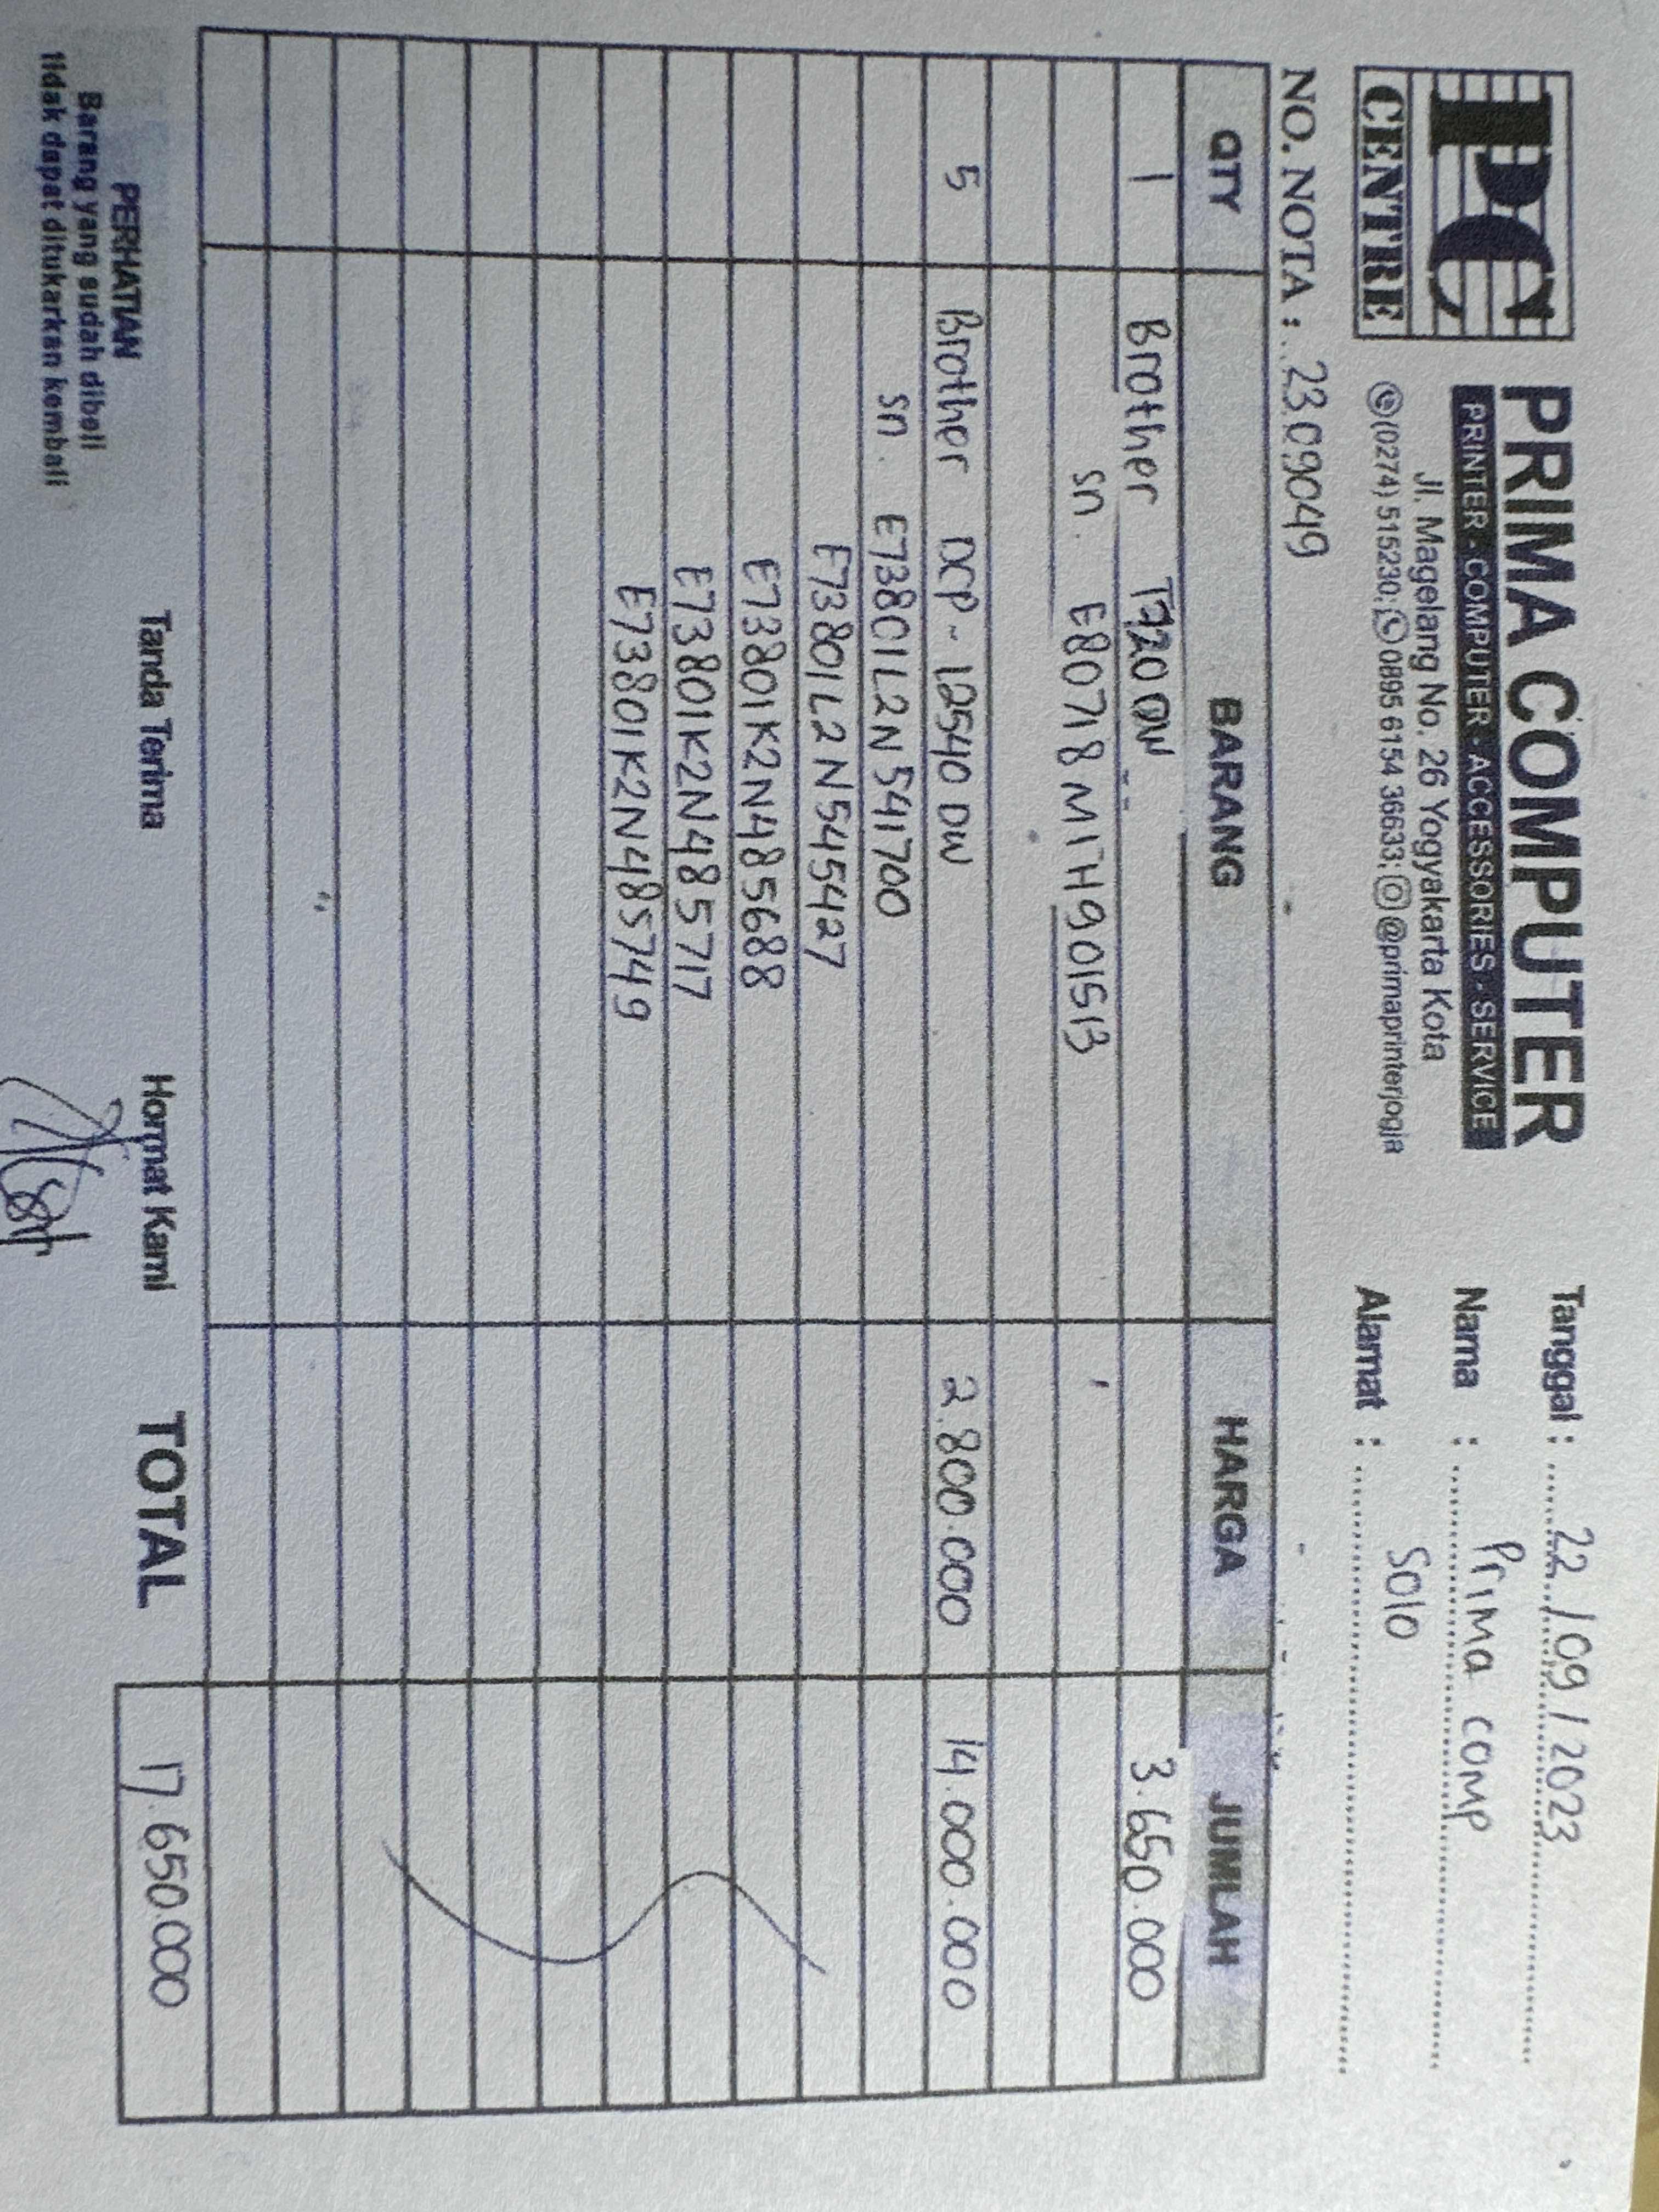 PC
CENTRE
PRIMA COMPUTER
PRINTER - COMPUTER - ACCESSORIES - SERVICE
Jl. Magelang No. 26 Yogyakarta Kota
(0274) 515230; 0895 6154 36633; @primaprinterjogja
Tanggal : 22/09/2023
Nama : Prima comp
Alamat : Solo
NO. NOTA : 2309049
QTY BARANG HARGA JUMLAH
1 Brother T920DW 3.650.000
sn. E80718M1H901513
5 Brother DCP-L2540 DW 2.800.000 14.000.000
sn. E73801L2N541700
E73801L2N545427
E73801K2N485688
E73801K2N485717
E73801K2N485749
PERHATIAN
Barang yang sudah dibeli
tidak dapat ditukarkan kembali
Tanda Terima
Hormat Kami
TOTAL 17.650.000